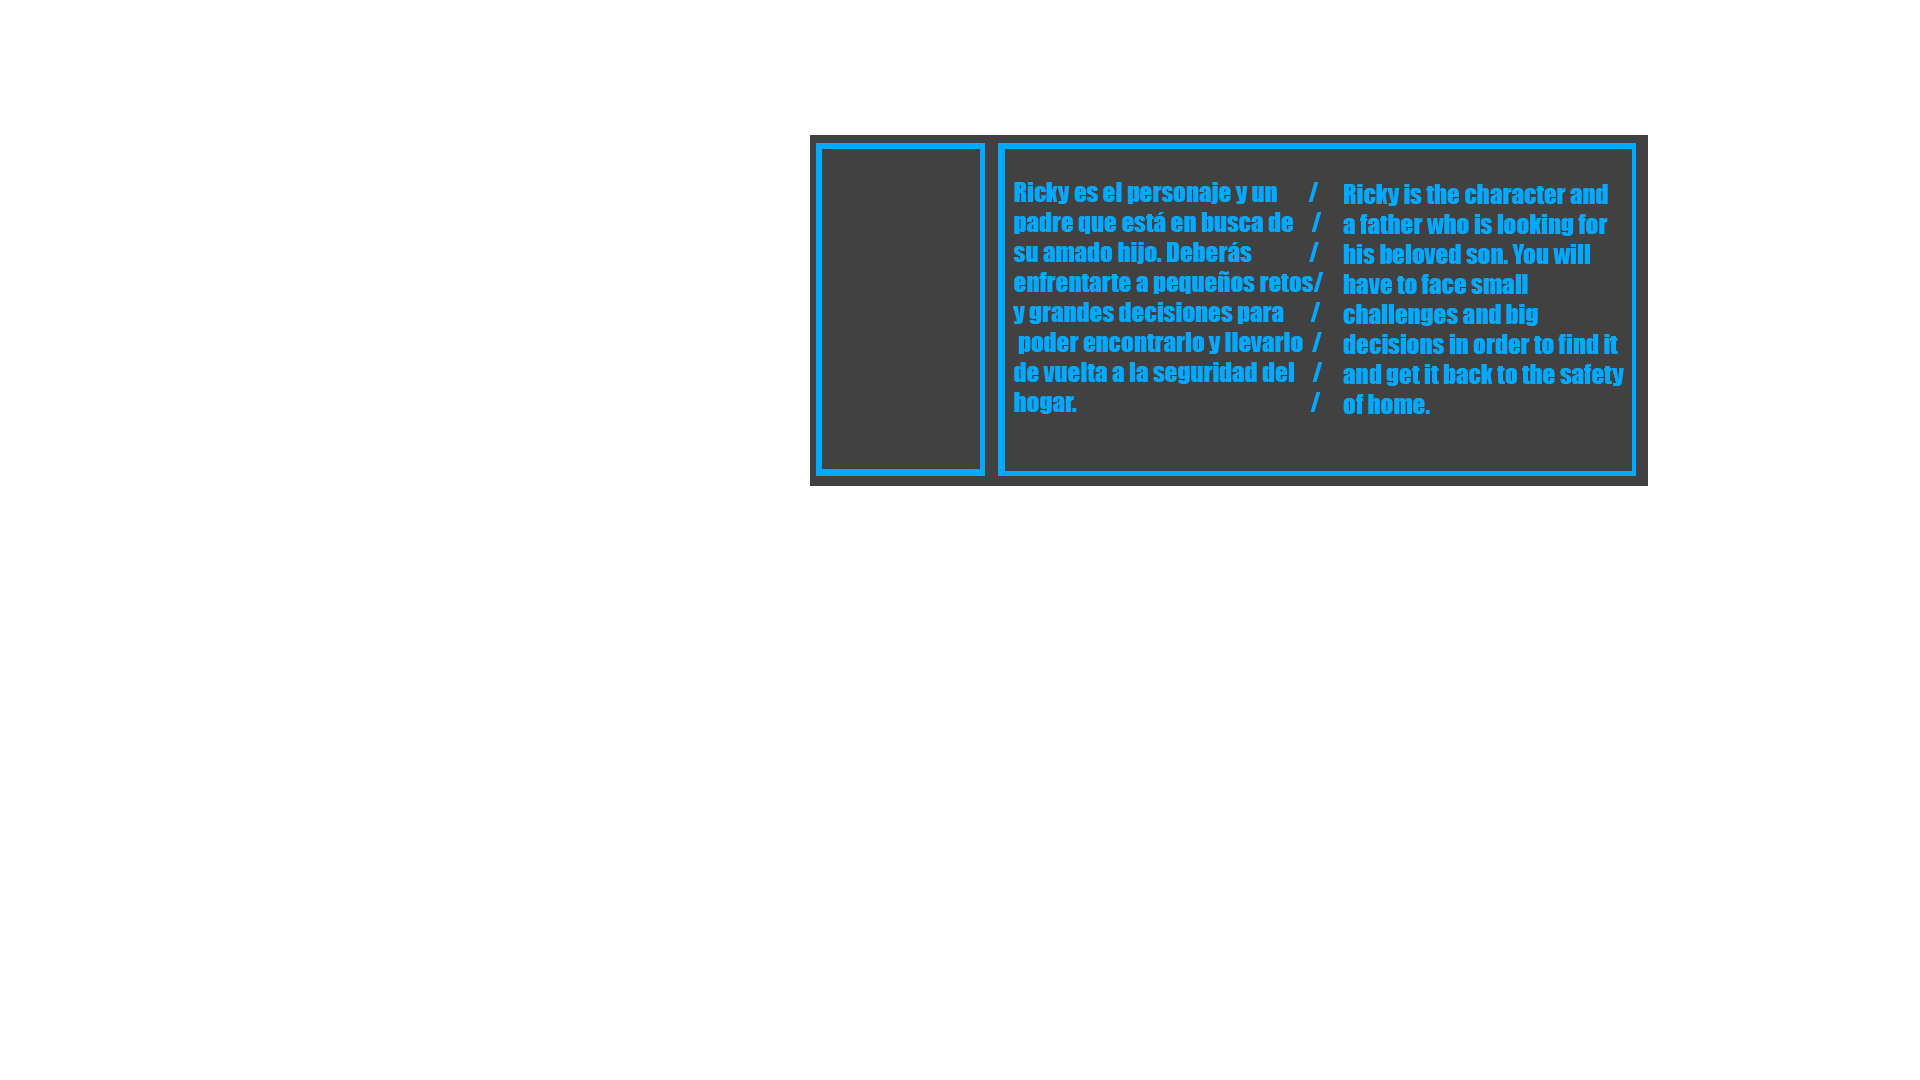 Ricky es el personaje y un /
padre que está en busca de /
su amado hijo. Deberás /
enfrentarte a pequeños retos/
y grandes decisiones para /
poder encontrarlo y llevarlo /
de vuelta a la seguridad del /
hogar. /
Ricky is the character and
a father who is looking for
his beloved son. You will
have to face small
challenges and big
decisions in order to find it
and get it back to the safety
of home.